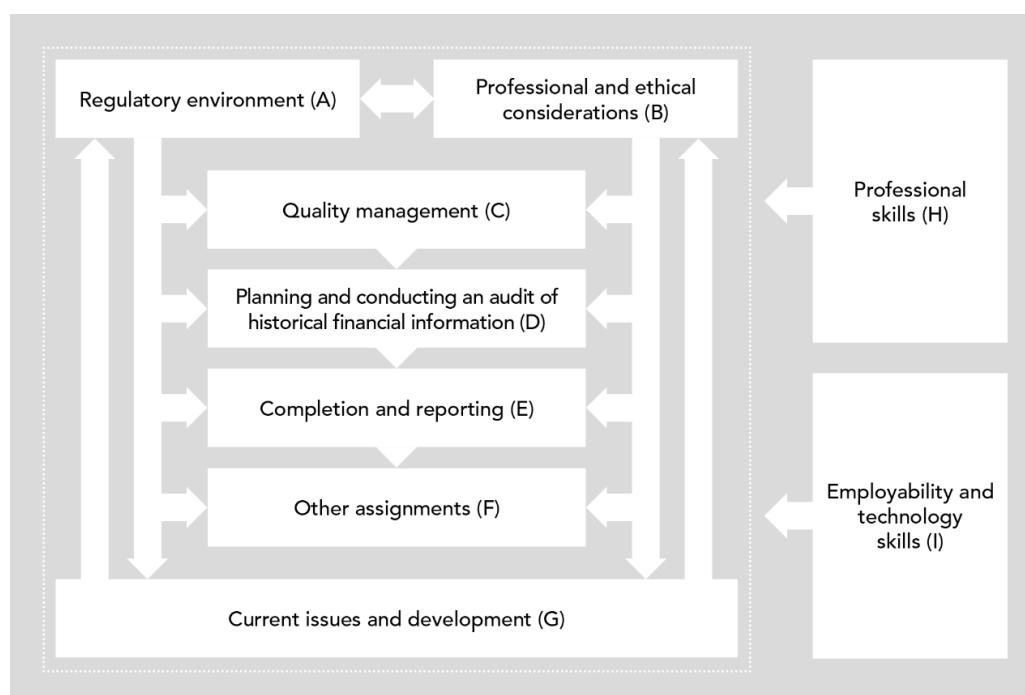 Regulatory environment (A)
Professional and ethical
considerations (B)
Quality management (C)
Planning and conducting an audit of
historical financial information (D)
Completion and reporting (E)
Other assignments (F)
Current issues and development (G)
Professional
skills (H)
Employability and
technology
skills (I)